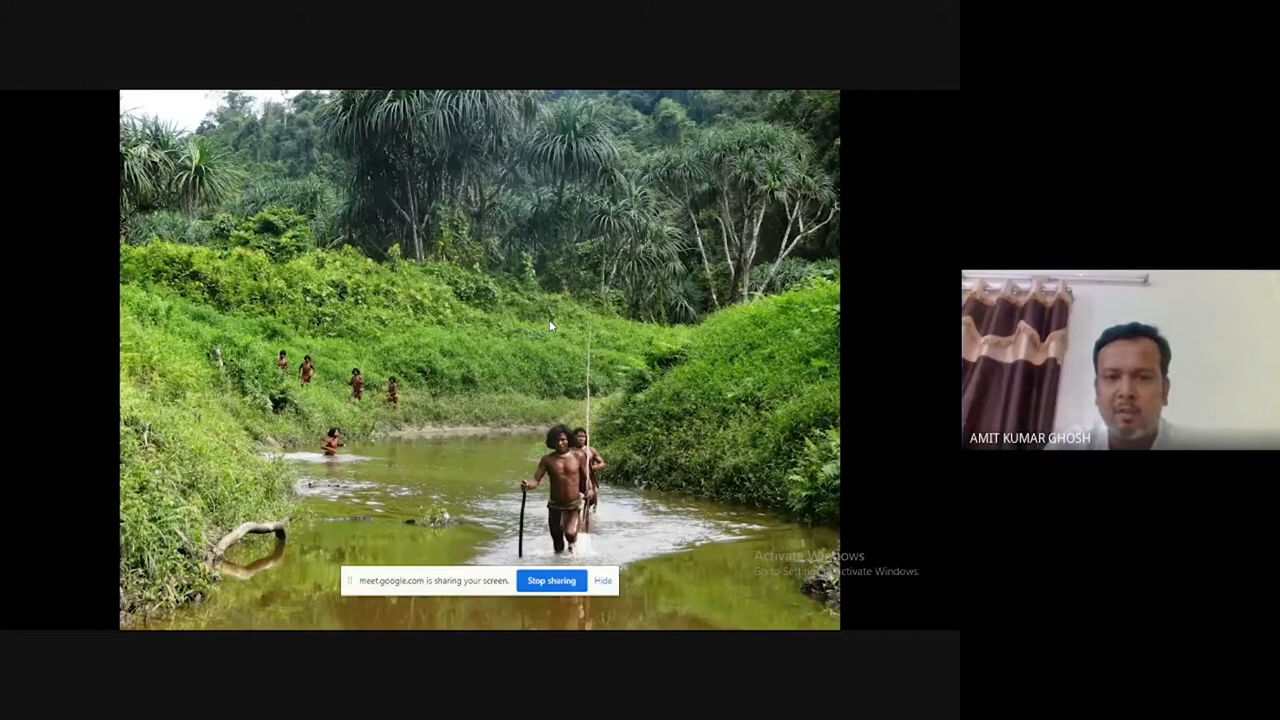 meet.google.com is sharing your screen.
Stop sharing
Hide
AMIT KUMAR GHOSH
Activate Windows
Go to Settings to activate Windows.